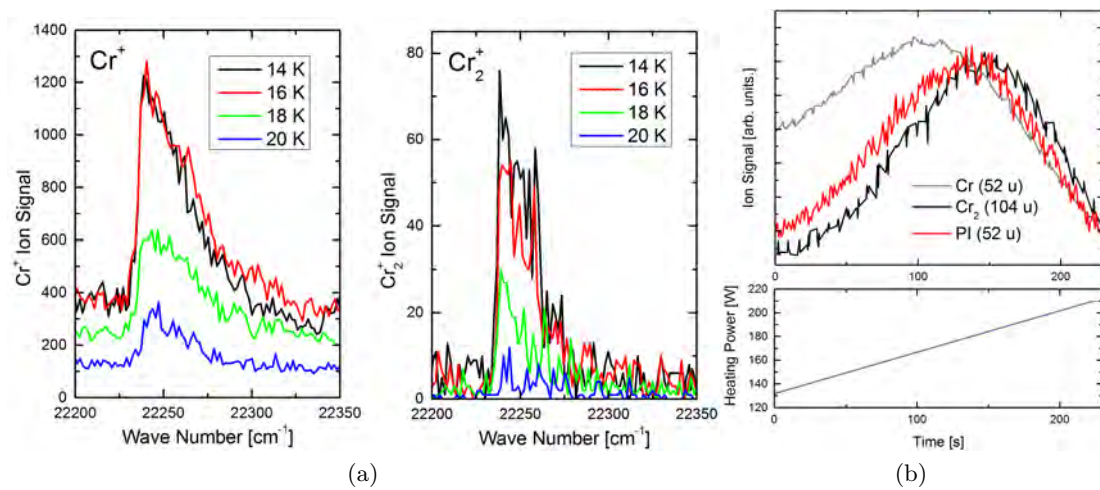 1400
1200
1000
800
600
400
200
0
Cr⁺ Ion Signal
Cr⁺
14 K
16 K
18 K
20 K
22200 22250 22300 22350
Wave Number [cm⁻¹]
80
60
40
20
0
Cr₂⁺ Ion Signal
Cr₂⁺
14 K
16 K
18 K
20 K
22200 22250 22300 22350
Wave Number [cm⁻¹]
(a)
Ion Signal [arb. units.]
Cr (52 u)
Cr₂ (104 u)
PI (52 u)
0 100 200
220
200
180
160
140
120
Heating Power [W]
0 100 200
Time [s]
(b)